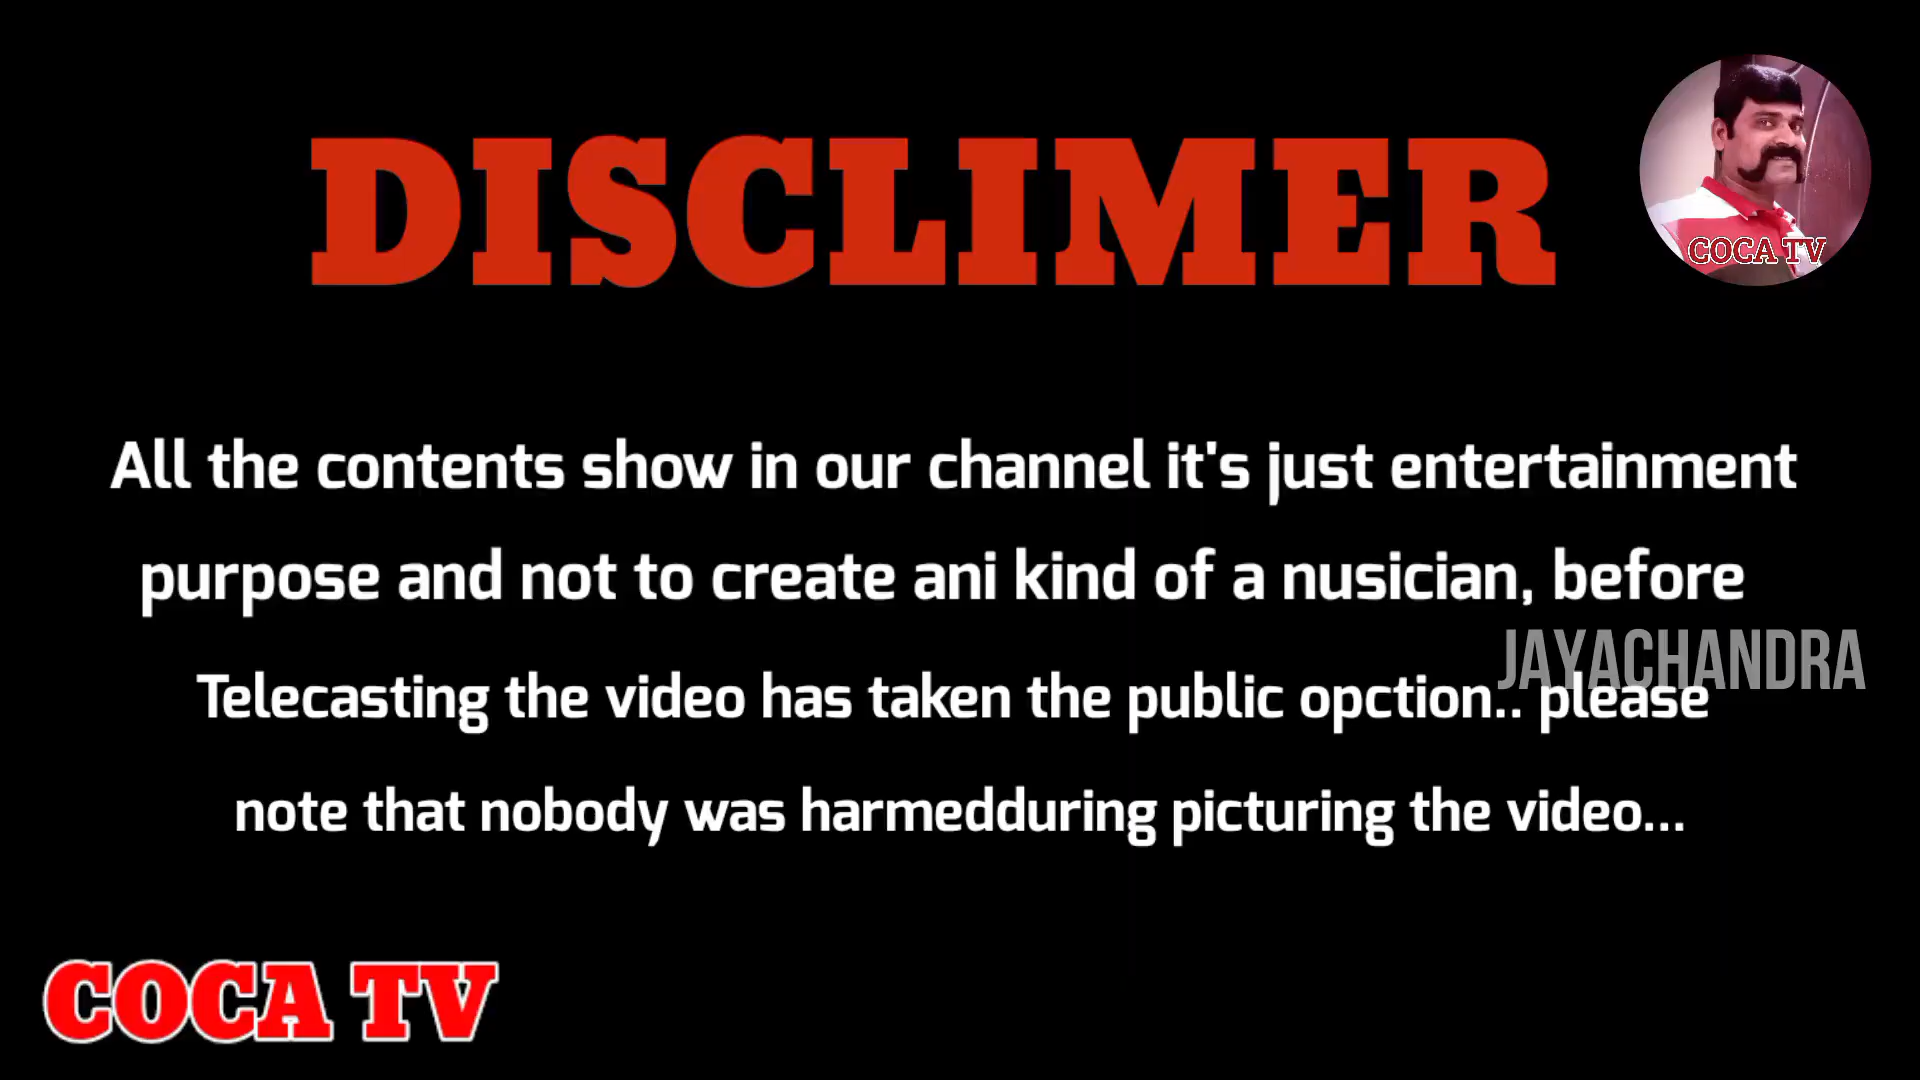 DISCLIMER
COCA TV
All the contents show in our channel it's just entertainment
purpose and not to create ani kind of a nusician, before
JAYACHANDRA
Telecasting the video has taken the public opction.. please
note that nobody was harmedduring picturing the video...
COCA TV